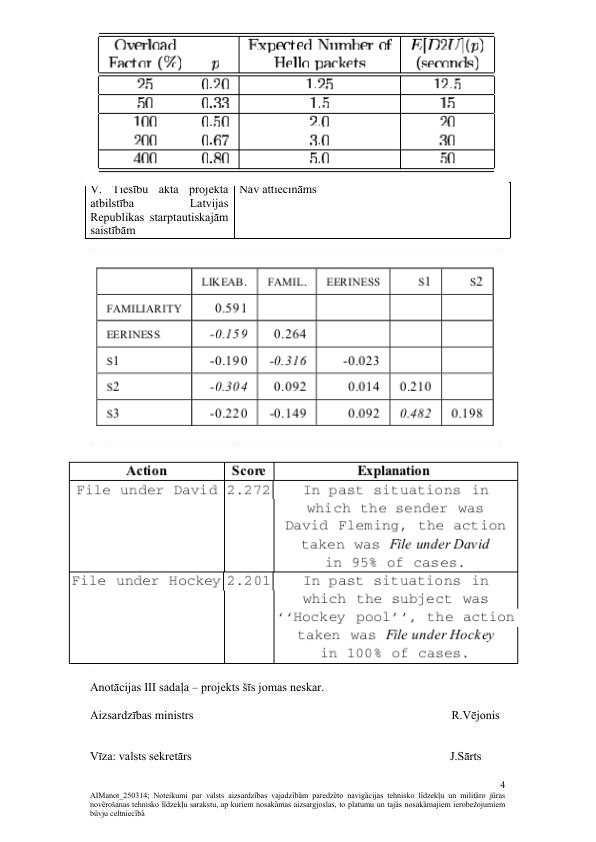 Overload Expected Number of E[D2U](p)
Factor (%) p Hello packets (seconds)
25 0.20 1.25 12.5
50 0.33 1.5 15
100 0.50 2.0 20
200 0.67 3.0 30
400 0.80 5.0 50
V. Tiesību akta projekta Nav attiecināms
atbilstība Latvijas
Republikas starptautiskajām
saistībām
LIKEAB. FAMIL. EERINESS S1 S2
FAMILIARITY 0.591
EERINESS -0.159 0.264
S1 -0.190 -0.316 -0.023
S2 -0.304 0.092 0.014 0.210
S3 -0.220 -0.149 0.092 0.482 0.198
Action Score Explanation
File under David 2.272 In past situations in
which the sender was
David Fleming, the action
taken was File under David
in 95% of cases.
File under Hockey 2.201 In past situations in
which the subject was
‘‘Hockey pool’’, the action
taken was File under Hockey
in 100% of cases.
Anotācijas III sadaļa – projekts šīs jomas neskar.
Aizsardzības ministrs R.Vējonis
Vīza: valsts sekretārs J.Sārts
4
AIManot_250314; Noteikumi par valsts aizsardzības vajadzībām paredzēto navigācijas tehnisko līdzekļu un militāro jūras
novērošanas tehnisko līdzekļu sarakstu, ap kuriem nosakāmas aizsargjoslas, to platumu un tajās nosakāmajiem ierobežojumiem
būvju celtniecībā